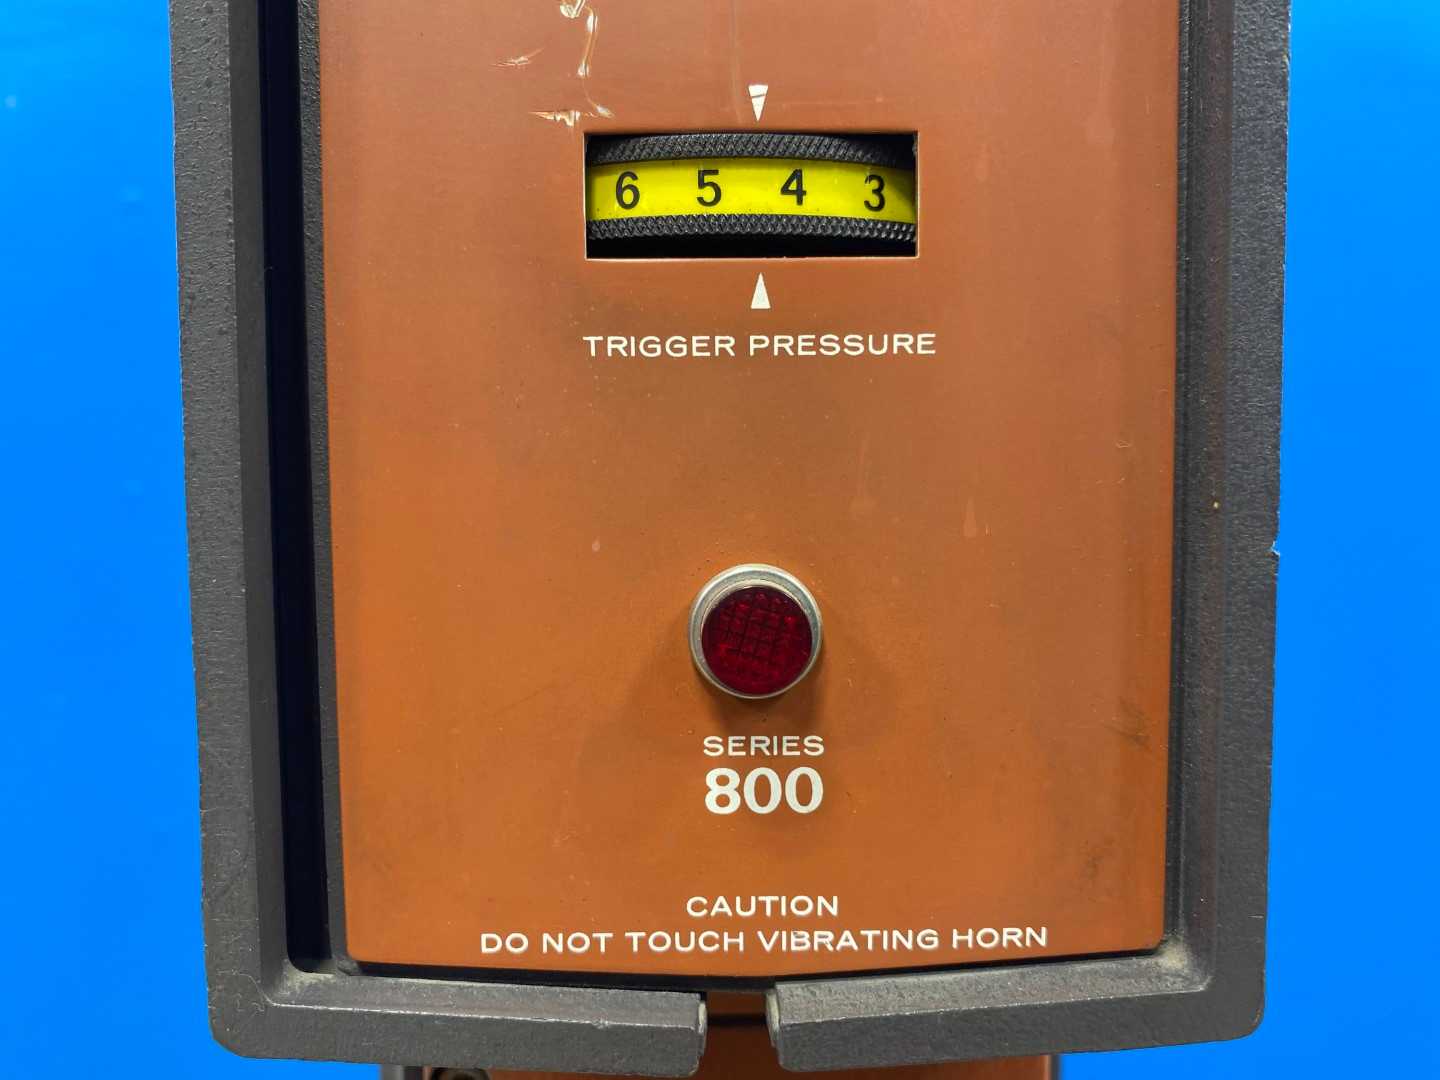 6 5 4 3
TRIGGER PRESSURE
SERIES
800
CAUTION
DO NOT TOUCH VIBRATING HORN